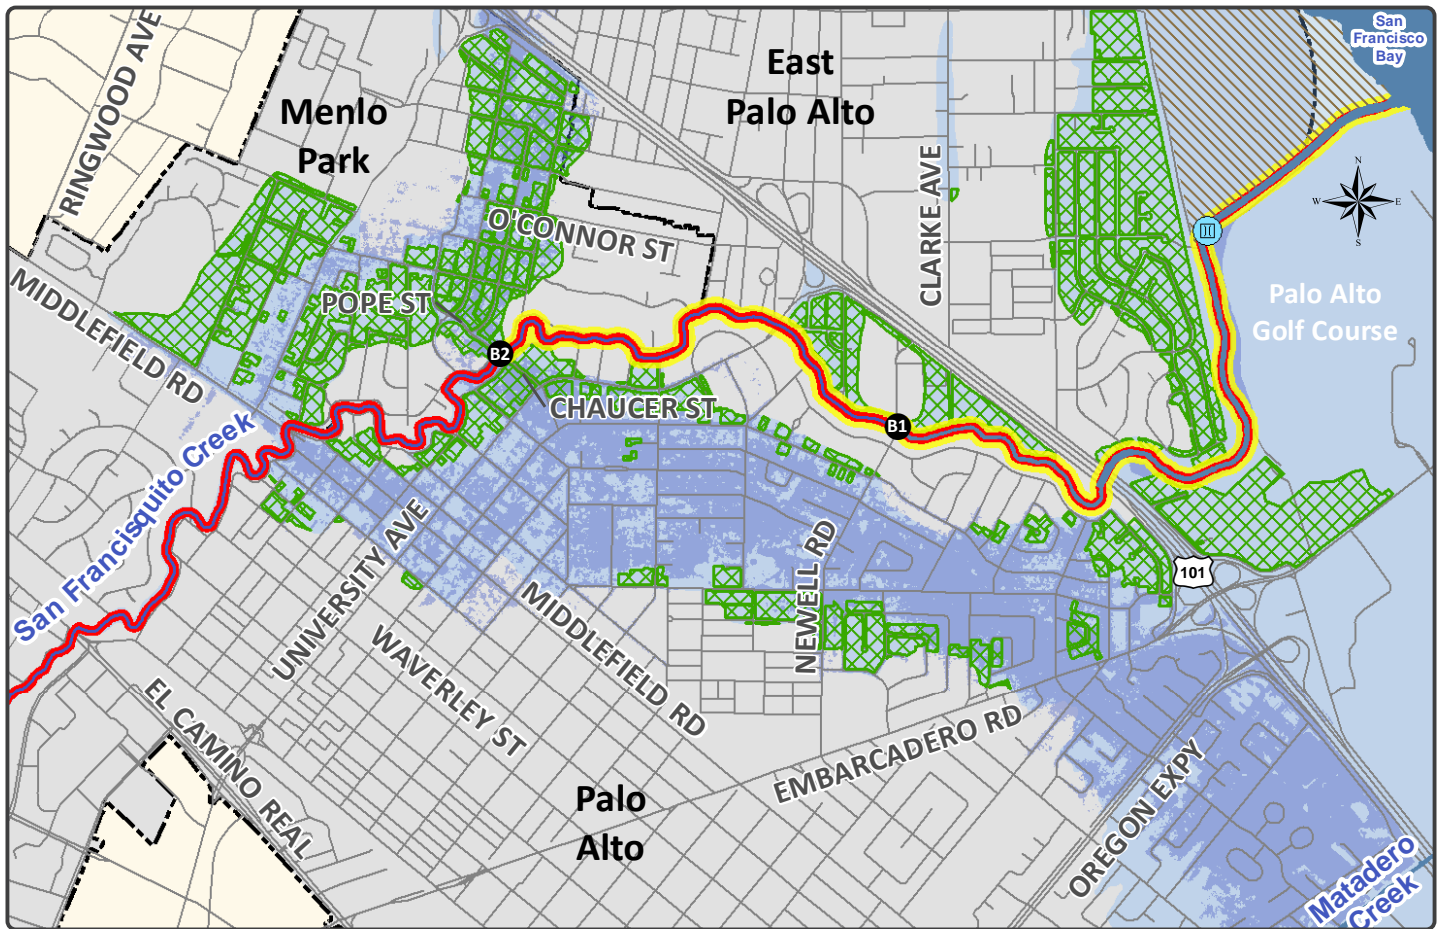 San
Francisco
Bay
East
Palo Alto
RINGWOOD AVE
Menlo
Park
CLARKE AVE
N
W
E
S
O'CONNOR ST
POPE ST
MIDDLEFIELD RD
Palo Alto
Golf Course
B2
CHAUCER ST
B1
San Francisquito Creek
UNIVERSITY AVE
NEWELL RD
101
MIDDLEFIELD RD
WAVERLEY ST
EL CAMINO REAL
EMBARCADERO RD
OREGON EXPY
Palo
Alto
Matadero
Creek